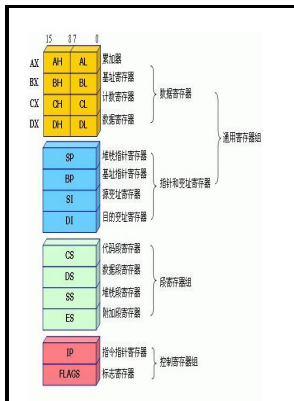 15 8 7 0
AX AH AL 累加器
BX BH BL 基址寄存器
CX CH CL 计数寄存器
DX DH DL 数据寄存器
数据寄存器
通用寄存器组
SP 堆栈指针寄存器
BP 基址指针寄存器
SI 源变址寄存器
DI 目的变址寄存器
指针和变址寄存器
CS 代码段寄存器
DS 数据段寄存器
SS 堆栈段寄存器
ES 附加段寄存器
段寄存器组
IP 指令指针寄存器
FLAGS 标志寄存器
控制寄存器组